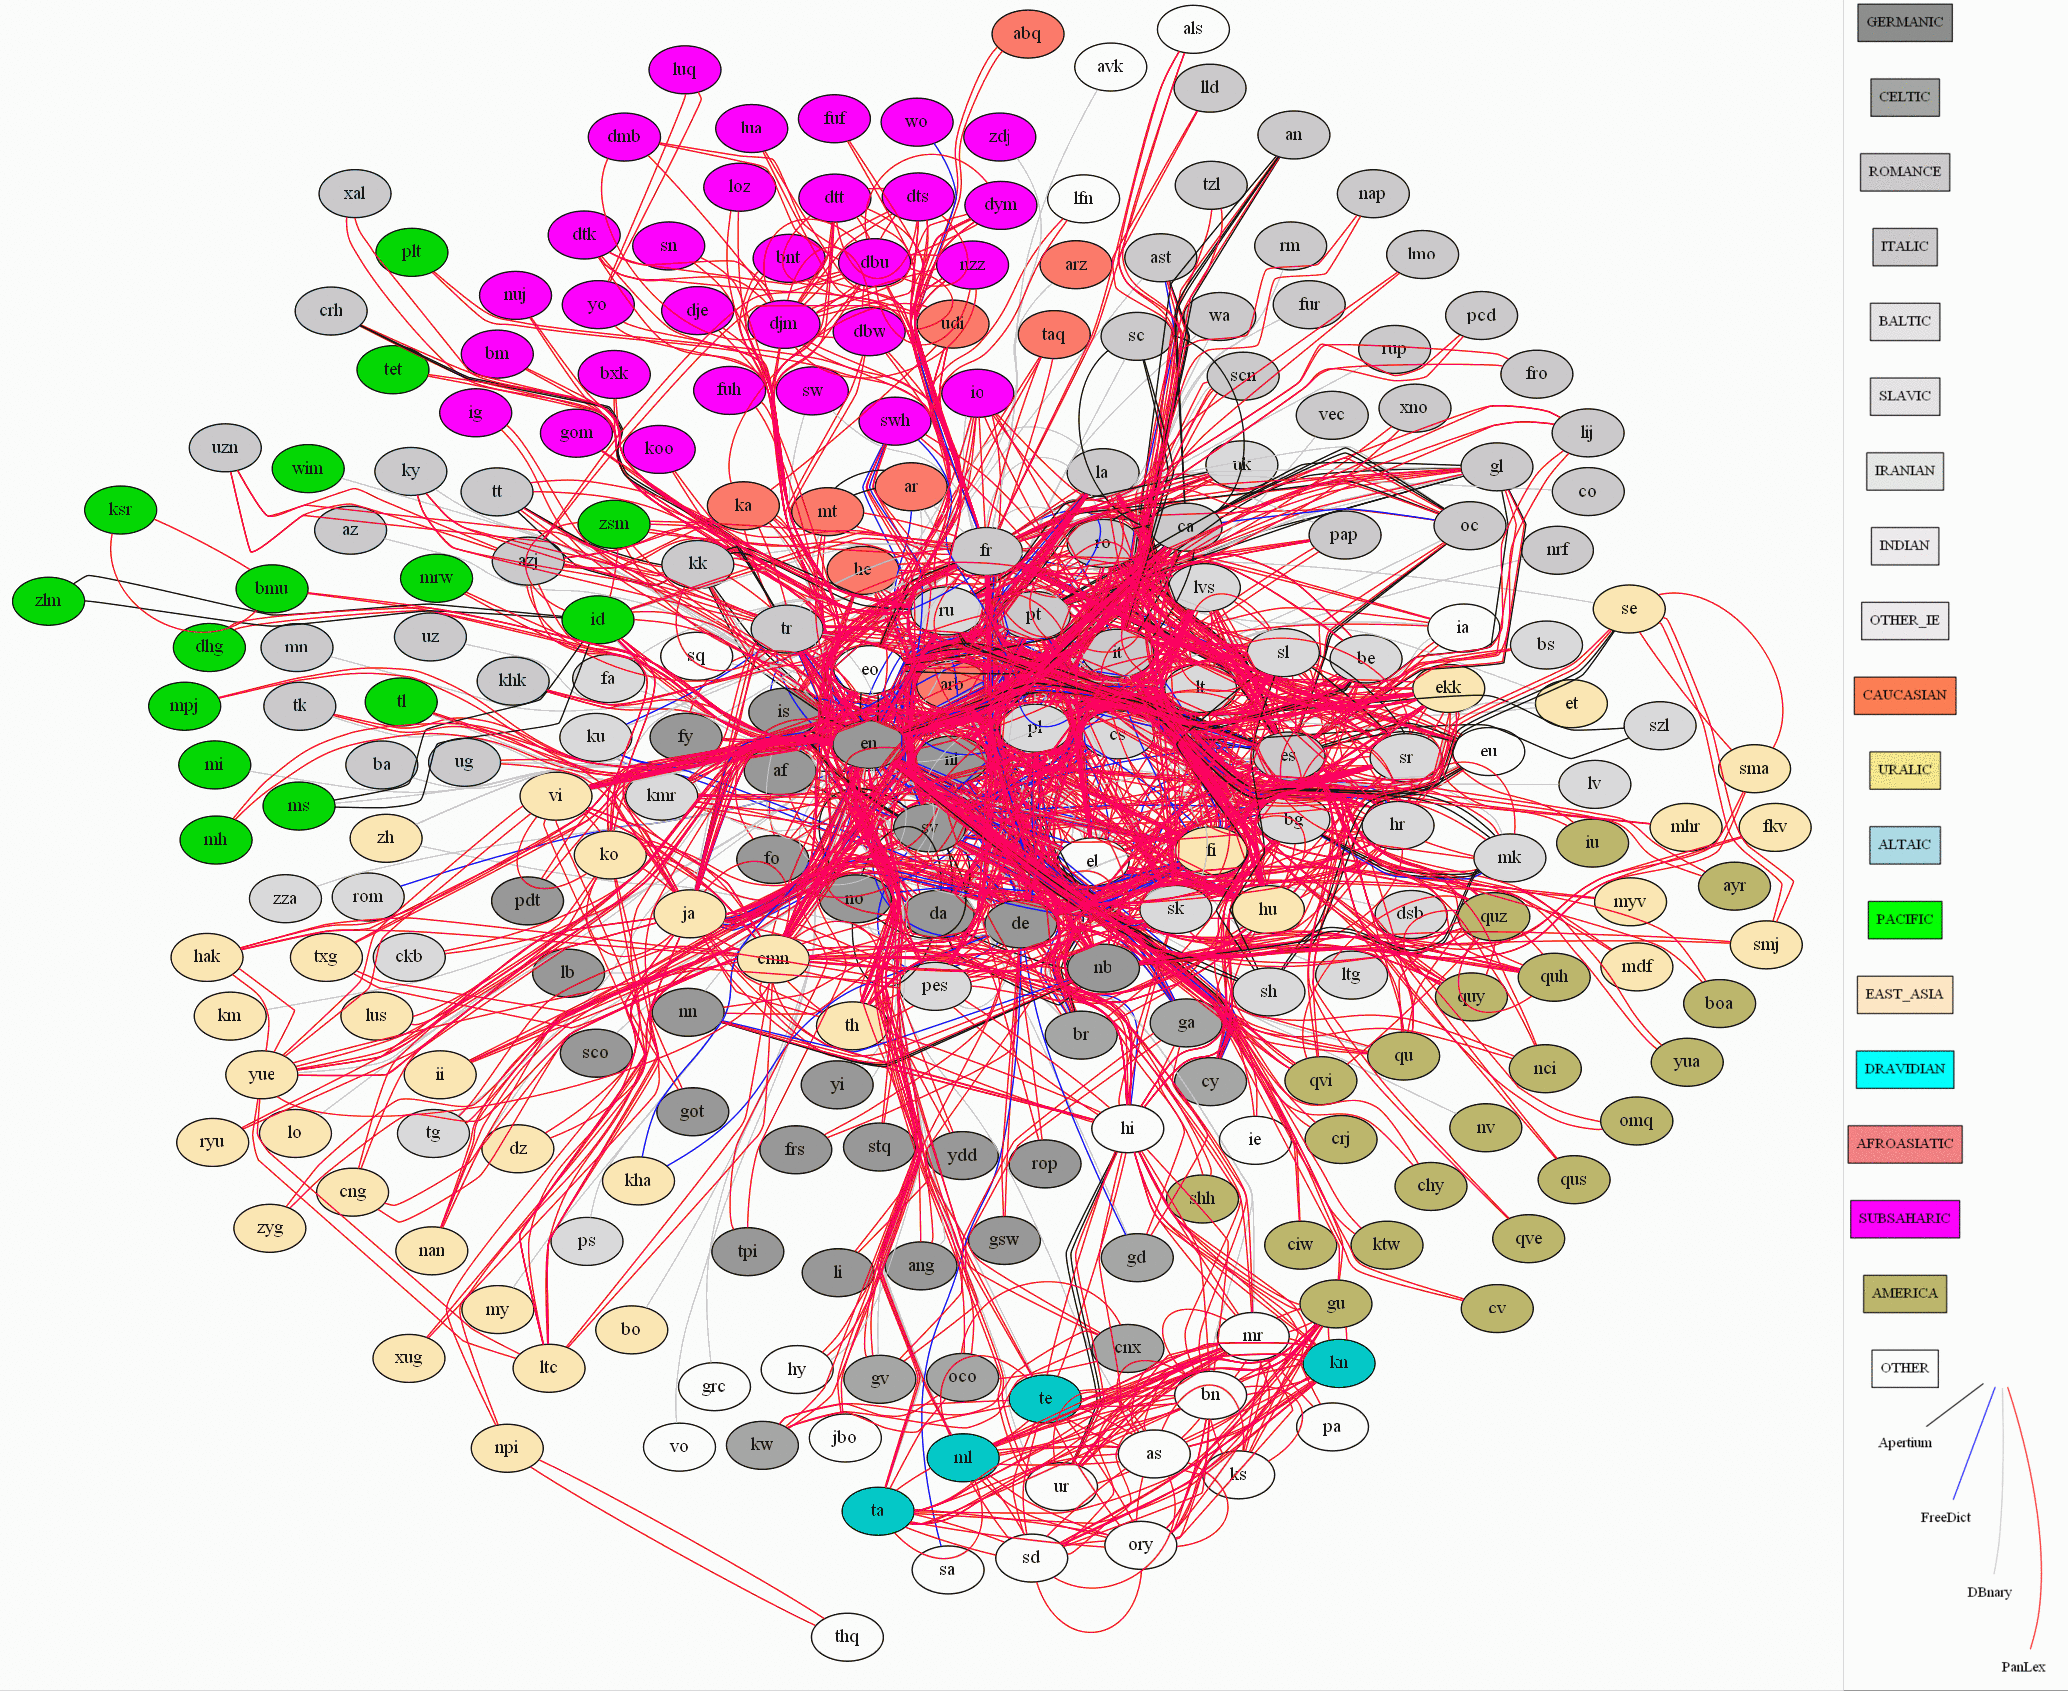 abq
als
avk
luq
lld
fuf
wo
lua
dmb
zdj
an
xal
loz
dtt
dts
dym
lfn
tzl
nap
dtk
sn
plt
bnt
dbu
nzz
arz
ast
rm
lmo
crh
nuj
yo
dje
djm
dbw
udi
taq
sc
wa
fur
pcd
bm
rup
tet
bxk
fuh
sw
io
scn
fro
ig
swh
vec
xno
gom
koo
lij
uzn
wim
ky
tt
ar
la
uk
gl
co
ksr
az
zsm
ka
mt
fr
ro
ca
pap
oc
nrf
azj
kk
he
zlm
bmu
mrw
id
tr
ru
pt
lvs
se
ia
dhg
mn
uz
sq
eo
it
sl
be
bs
mpj
tk
tl
khk
fa
is
arb
lt
ekk
et
ku
fy
en
pl
cs
szl
mi
ba
ug
af
nl
es
sr
eu
sma
ms
vi
kmr
lv
mh
zh
ko
fo
sv
el
fi
bg
hr
mk
iu
mhr
fkv
zza
rom
pdt
ja
no
da
de
sk
hu
dsb
quz
myv
ayr
hak
txg
ckb
lb
cmn
pes
nb
sh
ltg
quy
quh
mdf
smj
km
lus
nn
th
br
ga
boa
yue
ii
sco
yi
cy
qvi
qu
nci
yua
ryu
lo
tg
dz
got
frs
stq
ydd
rop
hi
ie
crj
nv
omq
zyg
cng
nan
kha
ps
tpi
li
ang
gsw
gd
shh
ciw
ktw
chy
qus
qve
my
bo
xug
ltc
grc
hy
gv
oco
cnx
mr
gu
kn
cv
npi
vo
kw
jbo
te
ml
bn
as
pa
ta
ur
ks
sa
sd
ory
thq
GERMANIC
CELTIC
ROMANCE
ITALIC
BALTIC
SLAVIC
IRANIAN
INDIAN
OTHER_IE
CAUCASIAN
URALIC
ALTAIC
PACIFIC
EAST_ASIA
DRAVIDIAN
AFROASIATIC
SUBSAHARIC
AMERICA
OTHER
Apertium
FreeDict
DBnary
PanLex